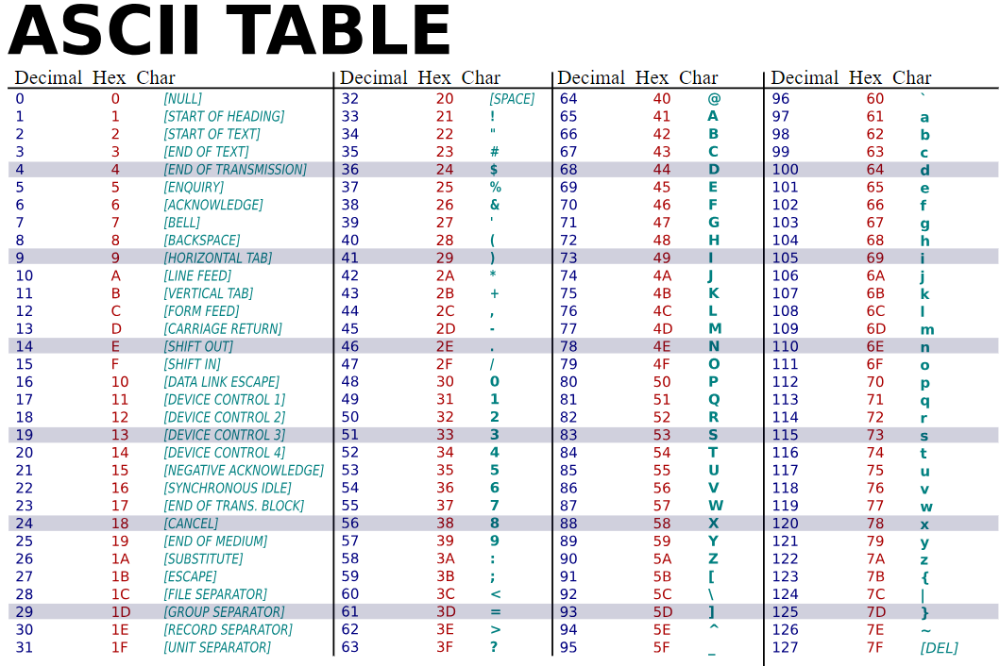 ASCII TABLE
Decimal Hex Char Decimal Hex Char Decimal Hex Char Decimal Hex Char
0 0 [NULL] 32 20 [SPACE] 64 40 @ 96 60 `
1 1 [START OF HEADING] 33 21 ! 65 41 A 97 61 a
2 2 [START OF TEXT] 34 22 " 66 42 B 98 62 b
3 3 [END OF TEXT] 35 23 # 67 43 C 99 63 c
4 4 [END OF TRANSMISSION] 36 24 $ 68 44 D 100 64 d
5 5 [ENQUIRY] 37 25 % 69 45 E 101 65 e
6 6 [ACKNOWLEDGE] 38 26 & 70 46 F 102 66 f
7 7 [BELL] 39 27 ' 71 47 G 103 67 g
8 8 [BACKSPACE] 40 28 ( 72 48 H 104 68 h
9 9 [HORIZONTAL TAB] 41 29 ) 73 49 I 105 69 i
10 A [LINE FEED] 42 2A * 74 4A J 106 6A j
11 B [VERTICAL TAB] 43 2B + 75 4B K 107 6B k
12 C [FORM FEED] 44 2C , 76 4C L 108 6C l
13 D [CARRIAGE RETURN] 45 2D - 77 4D M 109 6D m
14 E [SHIFT OUT] 46 2E . 78 4E N 110 6E n
15 F [SHIFT IN] 47 2F / 79 4F O 111 6F o
16 10 [DATA LINK ESCAPE] 48 30 0 80 50 P 112 70 p
17 11 [DEVICE CONTROL 1] 49 31 1 81 51 Q 113 71 q
18 12 [DEVICE CONTROL 2] 50 32 2 82 52 R 114 72 r
19 13 [DEVICE CONTROL 3] 51 33 3 83 53 S 115 73 s
20 14 [DEVICE CONTROL 4] 52 34 4 84 54 T 116 74 t
21 15 [NEGATIVE ACKNOWLEDGE] 53 35 5 85 55 U 117 75 u
22 16 [SYNCHRONOUS IDLE] 54 36 6 86 56 V 118 76 v
23 17 [END OF TRANS. BLOCK] 55 37 7 87 57 W 119 77 w
24 18 [CANCEL] 56 38 8 88 58 X 120 78 x
25 19 [END OF MEDIUM] 57 39 9 89 59 Y 121 79 y
26 1A [SUBSTITUTE] 58 3A : 90 5A Z 122 7A z
27 1B [ESCAPE] 59 3B ; 91 5B [ 123 7B {
28 1C [FILE SEPARATOR] 60 3C < 92 5C \ 124 7C |
29 1D [GROUP SEPARATOR] 61 3D = 93 5D ] 125 7D }
30 1E [RECORD SEPARATOR] 62 3E > 94 5E ^ 126 7E ~
31 1F [UNIT SEPARATOR] 63 3F ? 95 5F _ 127 7F [DEL]